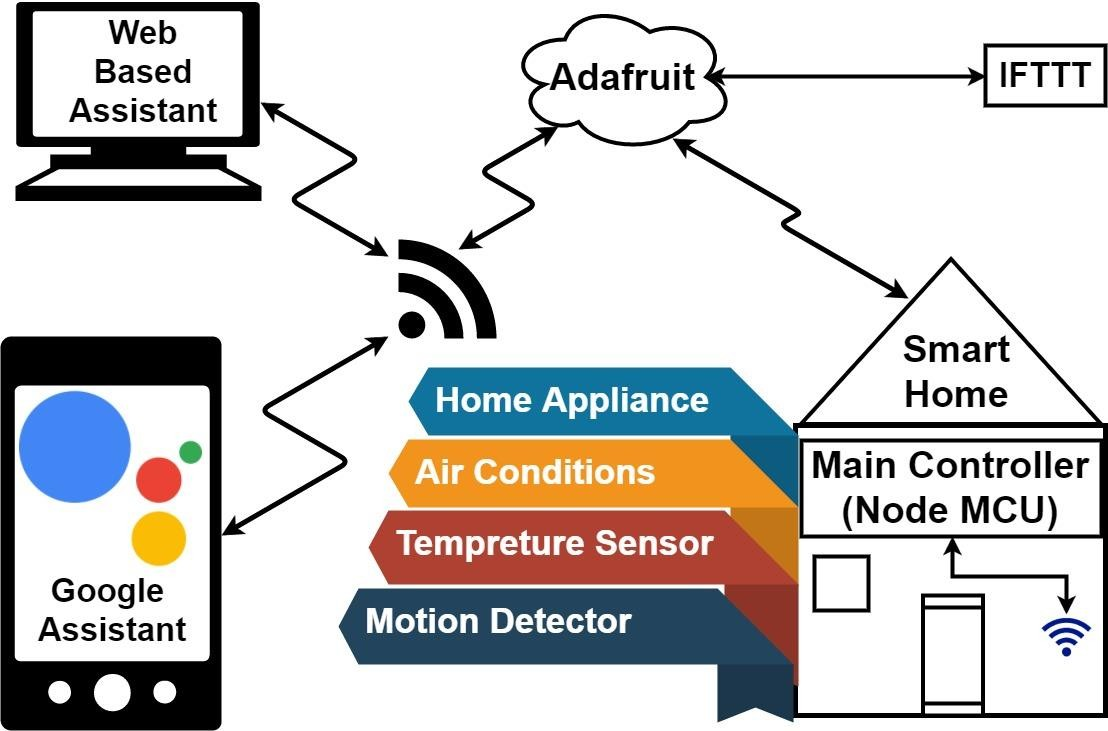 Web
Based
Assistant
Adafruit
IFTTT
Smart
Home
Home Appliance
Air Conditions
Tempreture Sensor
Motion Detector
Main Controller
(Node MCU)
Google
Assistant